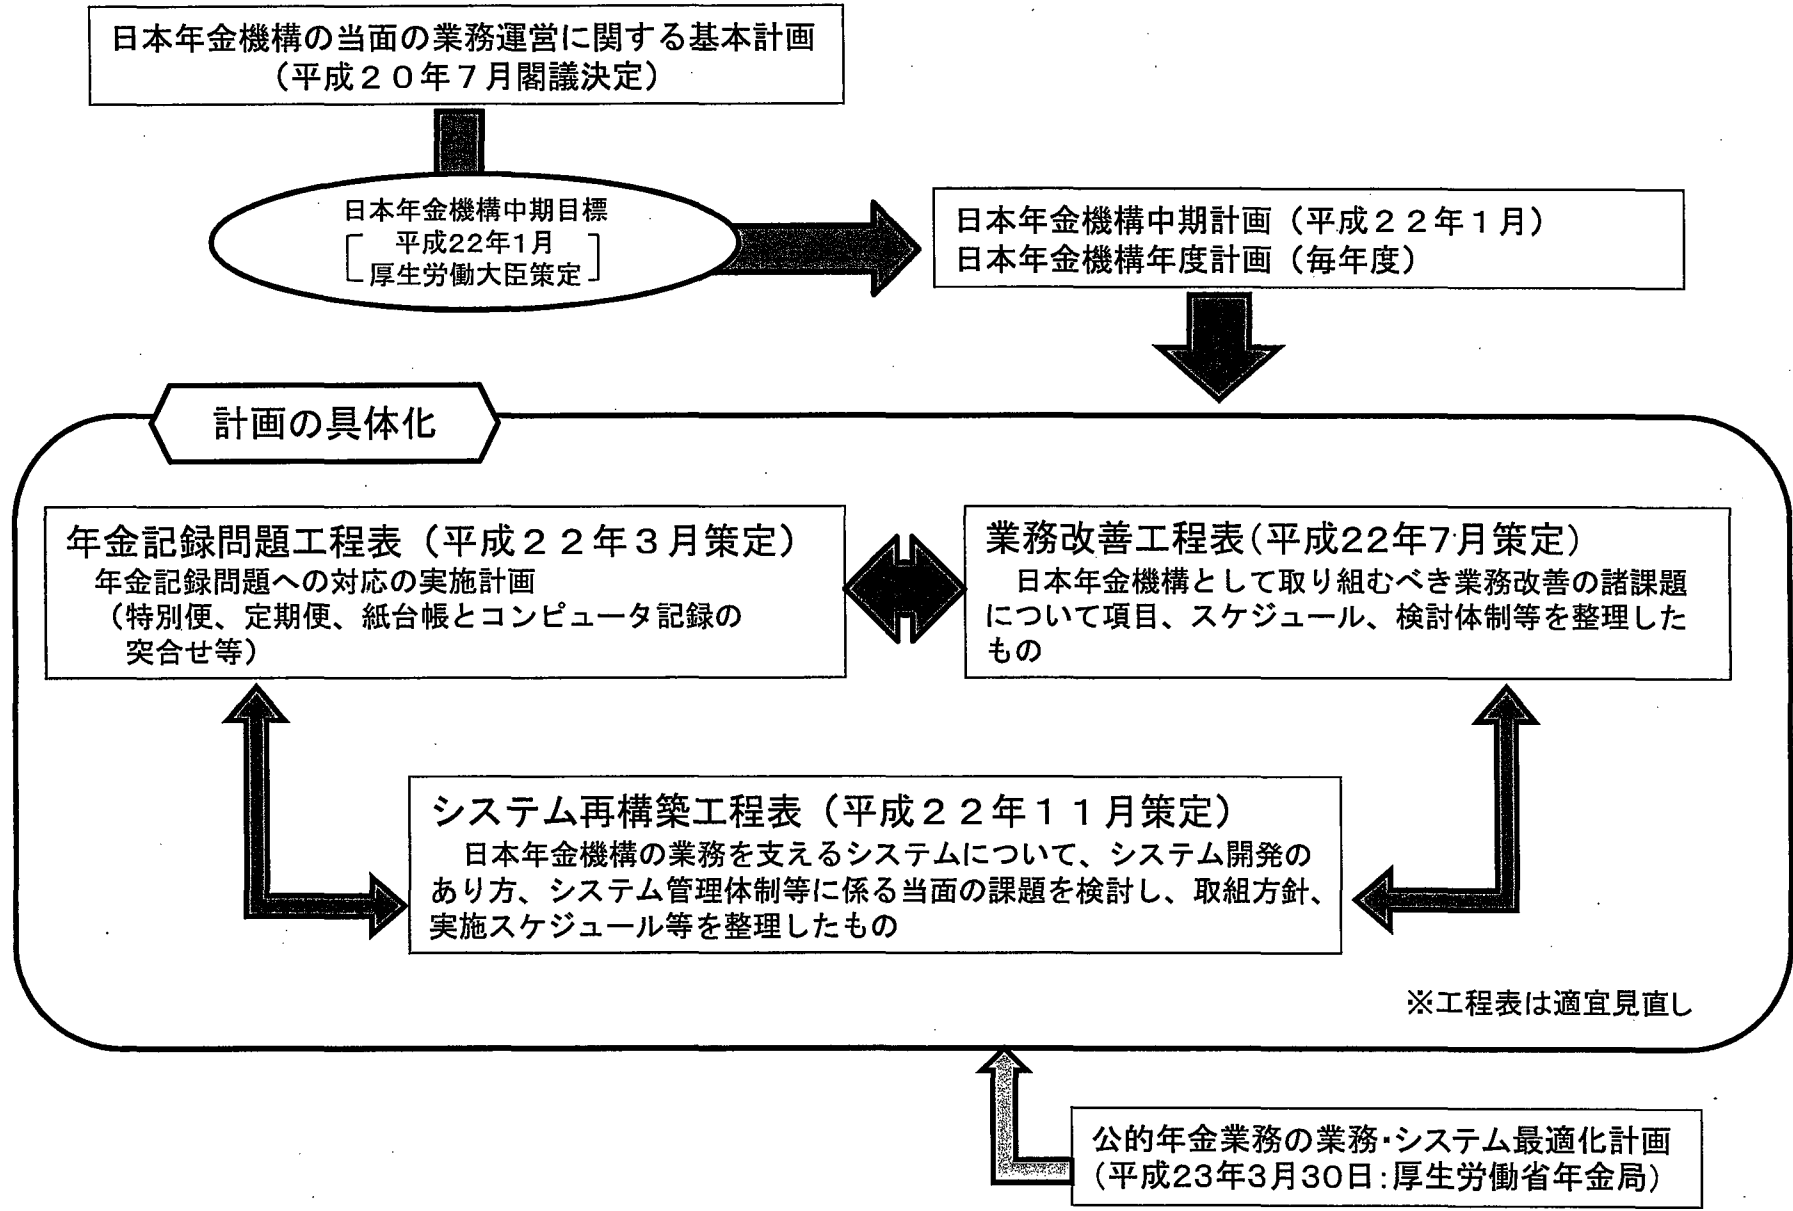 日本年金機構の当面の業務運営に関する基本計画
（平成２０年７月閣議決定）
日本年金機構中期目標
平成22年1月
厚生労働大臣策定
日本年金機構中期計画（平成２２年１月）
日本年金機構年度計画（毎年度）
計画の具体化
年金記録問題工程表（平成２２年３月策定）
年金記録問題への対応の実施計画
（特別便、定期便、紙台帳とコンピュータ記録の
突合せ等）
業務改善工程表（平成22年7月策定）
日本年金機構として取り組むべき業務改善の諸課題
について項目、スケジュール、検討体制等を整理した
もの
システム再構築工程表（平成２２年１１月策定）
日本年金機構の業務を支えるシステムについて、システム開発の
あり方、システム管理体制等に係る当面の課題を検討し、取組方針、
実施スケジュール等を整理したもの
※工程表は適宜見直し
公的年金業務の業務・システム最適化計画
（平成23年3月30日：厚生労働省年金局）